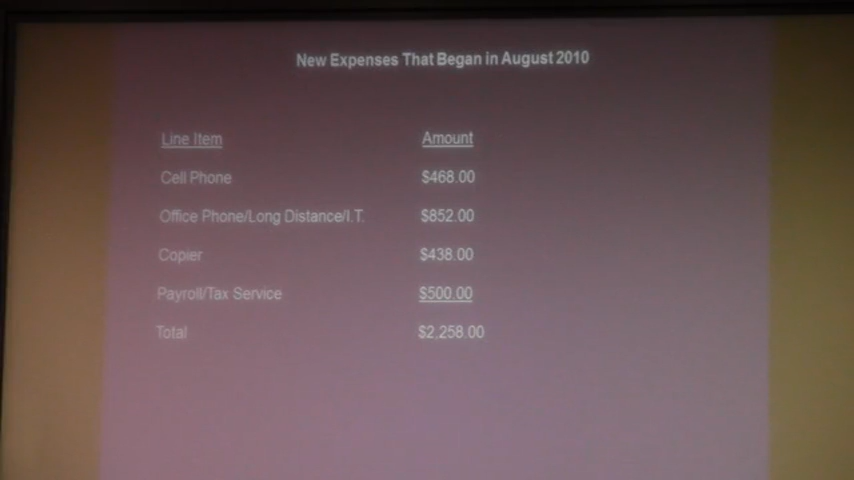 New Expenses That Began in August 2010
Line Item Amount
Cell Phone $468.00
Office Phone/Long Distance/I.T. $852.00
Copier $438.00
Payroll/Tax Service $500.00
Total $2,258.00